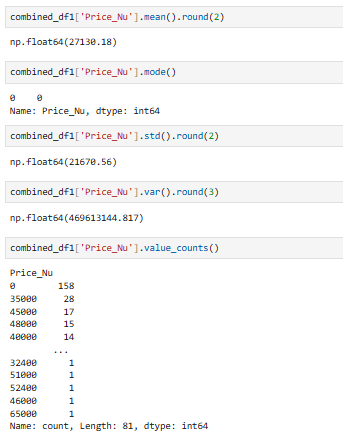 combined_df1['Price_Nu'].mean().round(2)
np.float64(27130.18)
combined_df1['Price_Nu'].mode()
0    0
Name: Price_Nu, dtype: int64
combined_df1['Price_Nu'].std().round(2)
np.float64(21670.56)
combined_df1['Price_Nu'].var().round(3)
np.float64(469613144.817)
combined_df1['Price_Nu'].value_counts()
Price_Nu
0        158
35000     28
45000     17
48000     15
40000     14
        ...
32400      1
51000      1
52400      1
46000      1
65000      1
Name: count, Length: 81, dtype: int64